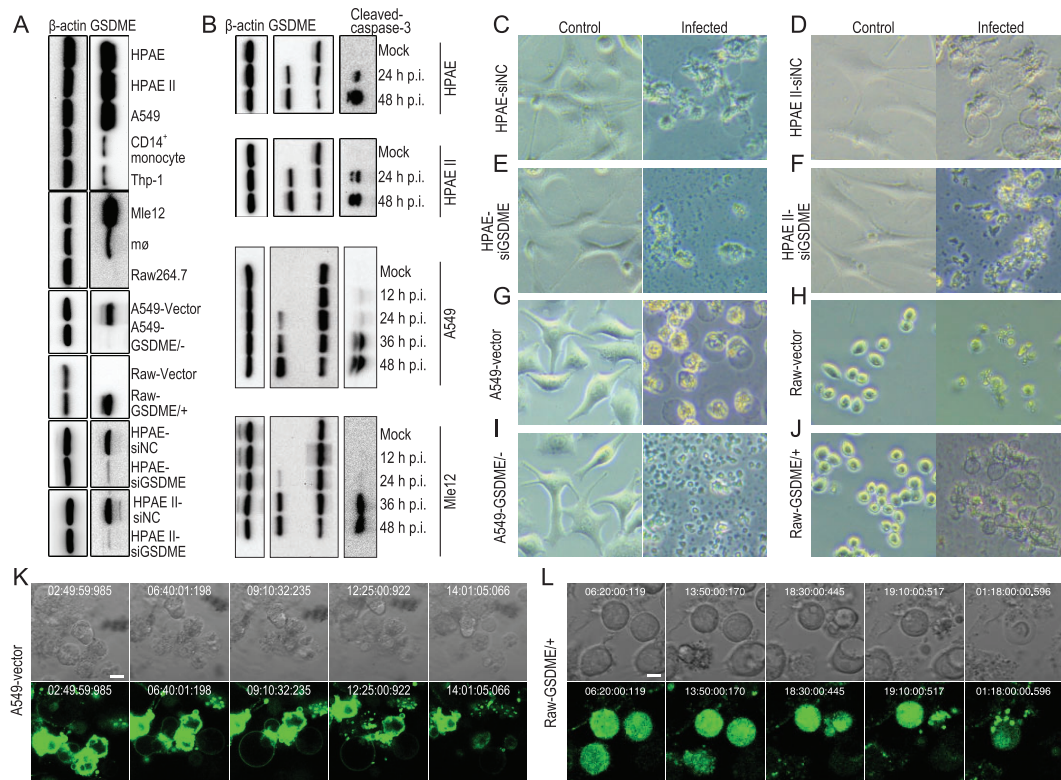 A
β-actin GSDME
HPAE
HPAE II
A549
CD14⁺
monocyte
Thp-1
Mle12
mø
Raw264.7
A549-Vector
A549-
GSDME/-
Raw-Vector
Raw-
GSDME/+
HPAE-
siNC
HPAE-
siGSDME
HPAE II-
siNC
HPAE II-
siGSDME
B
β-actin GSDME
Cleaved-
caspase-3
Mock
24 h p.i.
48 h p.i.
HPAE
Mock
24 h p.i.
48 h p.i.
HPAE II
Mock
12 h p.i.
24 h p.i.
36 h p.i.
48 h p.i.
A549
Mock
12 h p.i.
24 h p.i.
36 h p.i.
48 h p.i.
Mle12
C
Control
Infected
HPAE-siNC
D
Control
Infected
HPAE II-siNC
E
HPAE-
siGSDME
F
HPAE II-
siGSDME
G
A549-vector
H
Raw-vector
I
A549-GSDME/-
J
Raw-GSDME/+
K
A549-vector
02:49:59:985
06:40:01:198
09:10:32:235
12:25:00:922
14:01:05:066
02:49:59:985
06:40:01:198
09:10:32:235
12:25:00:922
14:01:05:066
L
Raw-GSDME/+
06:20:00:119
13:50:00:170
18:30:00:445
19:10:00:517
01:18:00:00,596
06:20:00:119
13:50:00:170
18:30:00:445
19:10:00:517
01:18:00:00,596